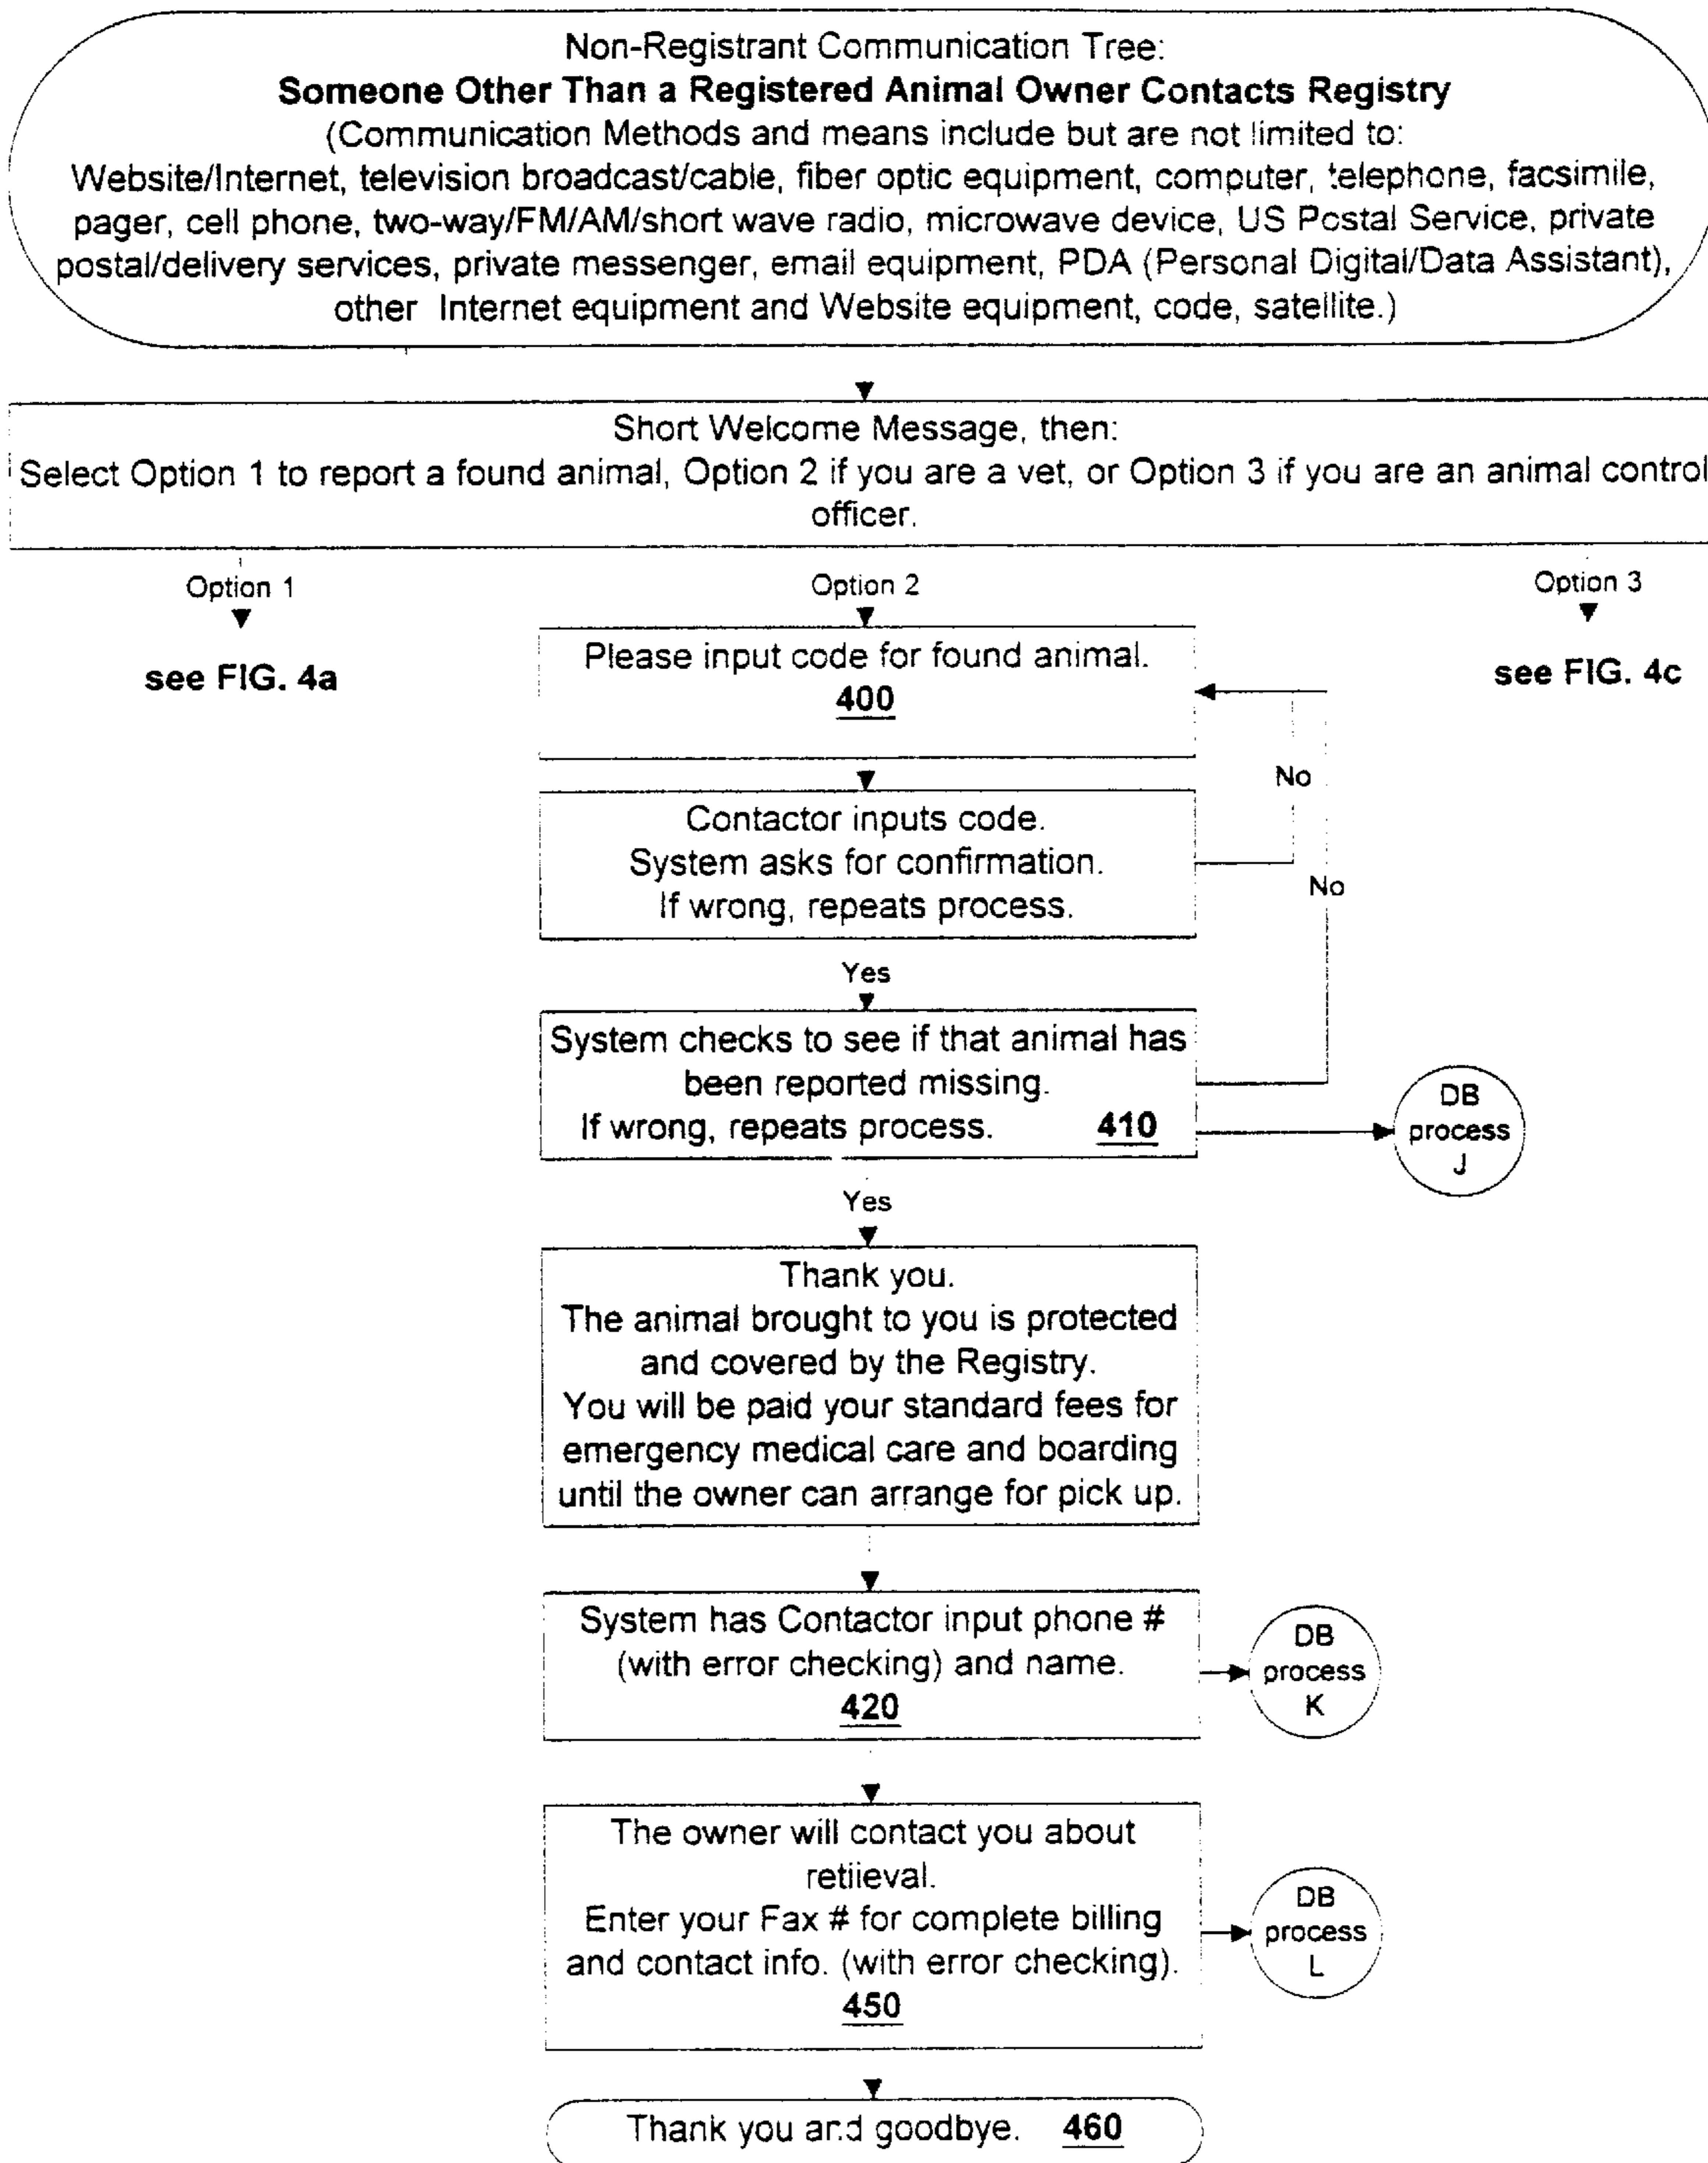 Non-Registrant Communication Tree:
Someone Other Than a Registered Animal Owner Contacts Registry
(Communication Methods and means include but are not limited to:
Website/Internet, television broadcast/cable, fiber optic equipment, computer, telephone, facsimile,
pager, cell phone, two-way/FM/AM/short wave radio, microwave device, US Postal Service, private
postal/delivery services, private messenger, email equipment, PDA (Personal Digital/Data Assistant),
other Internet equipment and Website equipment, code, satellite.)
Short Welcome Message, then:
Select Option 1 to report a found animal, Option 2 if you are a vet, or Option 3 if you are an animal control
officer.
Option 1
Option 2
Option 3
see FIG. 4a
see FIG. 4c
Please input code for found animal.
400
No
Contactor inputs code.
System asks for confirmation.
If wrong, repeats process.
No
Yes
System checks to see if that animal has
been reported missing.
If wrong, repeats process. 410
DB
process
J
Yes
Thank you.
The animal brought to you is protected
and covered by the Registry.
You will be paid your standard fees for
emergency medical care and boarding
until the owner can arrange for pick up.
System has Contactor input phone #
(with error checking) and name.
420
DB
process
K
The owner will contact you about
retiieval.
Enter your Fax # for complete billing
and contact info. (with error checking).
450
DB
process
L
Thank you and goodbye. 460